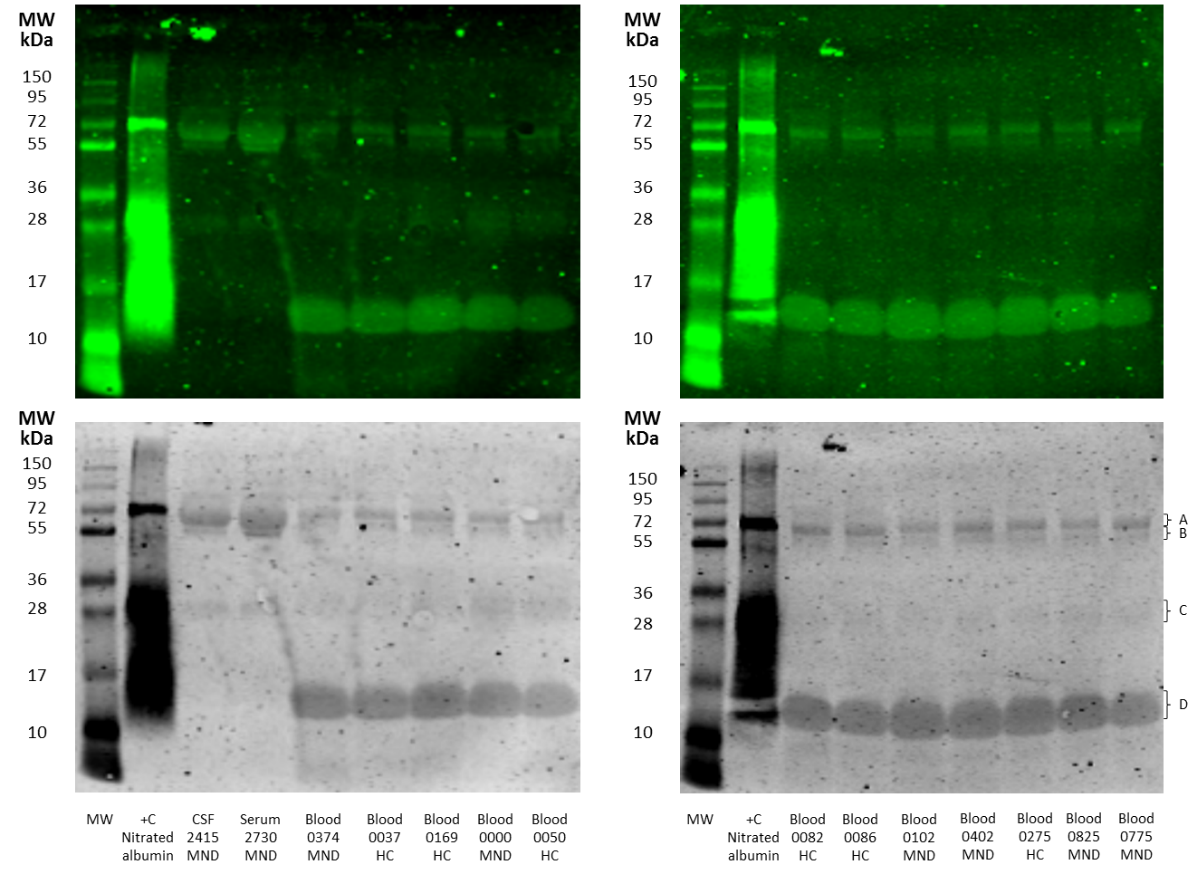 MW
kDa
150
95
72
55
36
28
17
10
MW
kDa
150
95
72
55
36
28
17
10
MW
kDa
150
95
72
55
36
28
17
10
MW
kDa
150
95
72
55
36
28
17
10
A
B
C
D
MW
+C
Nitrated
albumin
CSF
2415
MND
Serum
2730
MND
Blood
0374
MND
Blood
0037
HC
Blood
0169
HC
Blood
0000
MND
Blood
0050
HC
MW
+C
Nitrated
albumin
Blood
0082
HC
Blood
0086
HC
Blood
0102
MND
Blood
0402
MND
Blood
0275
HC
Blood
0825
MND
Blood
0775
MND